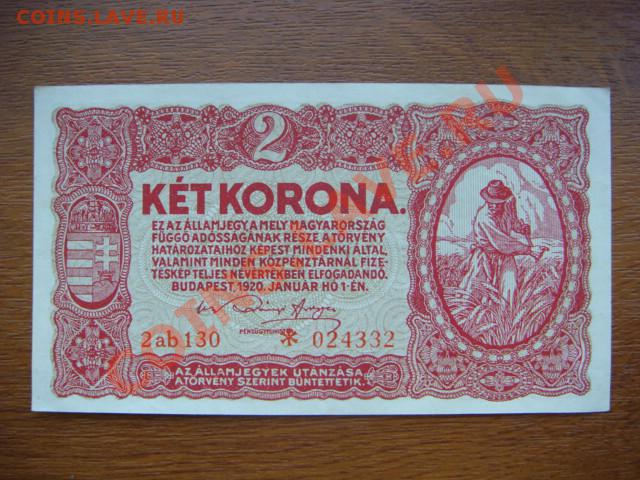 COINS.LAVE.RU
2
KÉT KORONA.
EZ AZ ÁLLAMJEGY, A MELY MAGYARORSZÁG
FÜGGŐ ADÓSSÁGÁNAK RÉSZE, A TÖRVÉNY
HATÁROZATAIHOZ KÉPEST MINDENKI ÁLTAL,
VALAMINT MINDEN KÖZPÉNZTÁRNÁL FIZE-
TÉSKÉP TELJES NÉVÉRTÉKBEN ELFOGADANDÓ.
BUDAPEST, 1920. JANUÁR HÓ 1-ÉN.
PÉNZÜGYMINISZTER
2ab130 * 024332
AZ ÁLLAMJEGYEK UTÁNZÁSA
A TÖRVÉNY SZERINT BÜNTETTETIK.